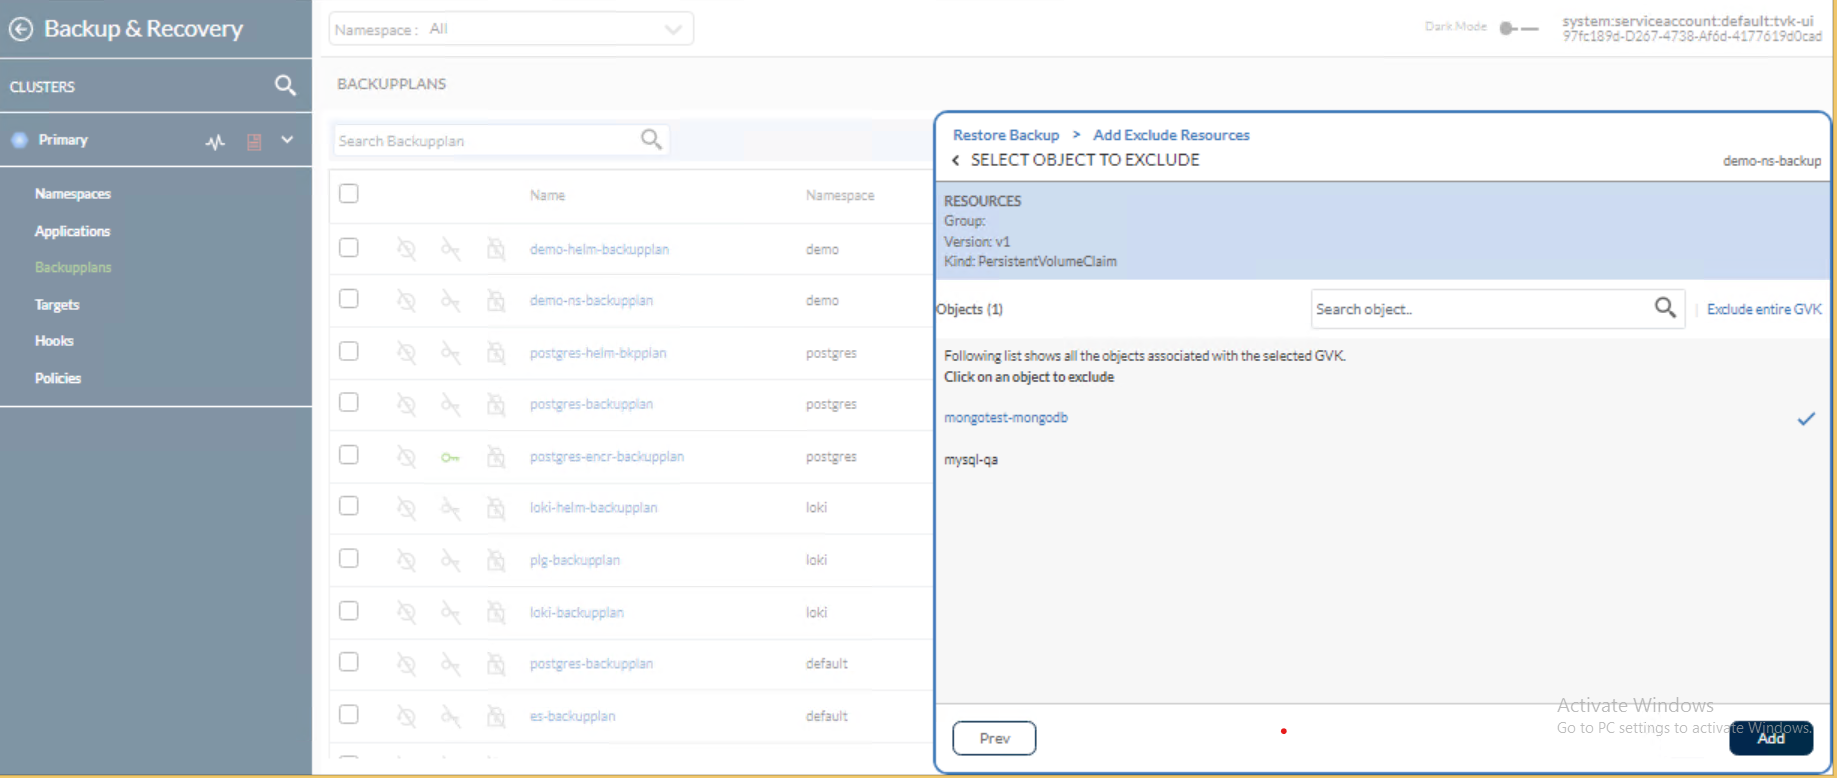 Backup & Recovery
CLUSTERS
Primary
Namespaces
Applications
Backupplans
Targets
Hooks
Policies
Namespace : All
Dark Mode
system:serviceaccount:default:tvk-ui
97fc189d-D267-4738-Af6d-4177619d0cad
BACKUPPLANS
Search Backupplan
Name Namespace
demo-helm-backupplan demo
demo-ns-backupplan demo
postgres-helm-bkpplan postgres
postgres-backupplan postgres
postgres-encr-backupplan postgres
loki-helm-backupplan loki
plg-backupplan loki
loki-backupplan loki
postgres-backupplan default
es-backupplan default
Restore Backup > Add Exclude Resources
SELECT OBJECT TO EXCLUDE
demo-ns-backup
RESOURCES
Group:
Version: v1
Kind: PersistentVolumeClaim
Objects (1)
Search object..
Exclude entire GVK
Following list shows all the objects associated with the selected GVK.
Click on an object to exclude
mongotest-mongodb
mysql-qa
Activate Windows
Go to PC settings to activate Windows.
Prev
Add